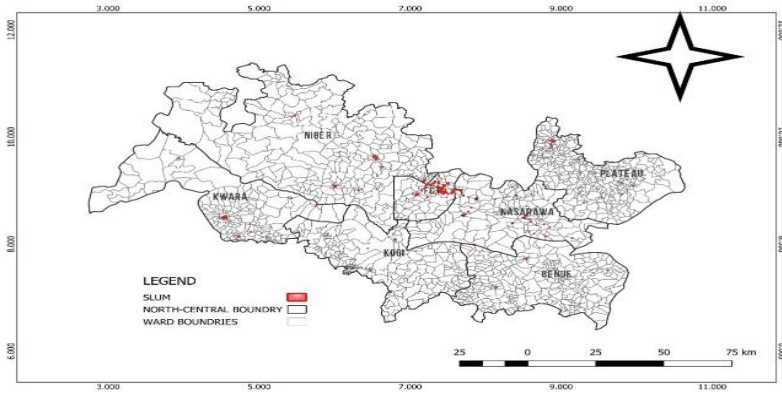 3.000 5.000 7.000 9.000 11.000
12.000
10.000
8.000
6.000
NIGER
PLATEAU
FCT
KWARA
NASARAWA
KOGI
BENUE
LEGEND
SLUM
NORTH-CENTRAL BOUNDRY
WARD BOUNDRIES
25 0 25 50 75 km
3.000 5.000 7.000 9.000 11.000